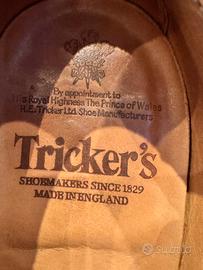 By appointment to
His Royal Highness The Prince of Wales
R.E. Tricker Ltd. Shoe Manufacturers
Tricker's
SHOEMAKERS SINCE 1829
MADE IN ENGLAND
SUBITO